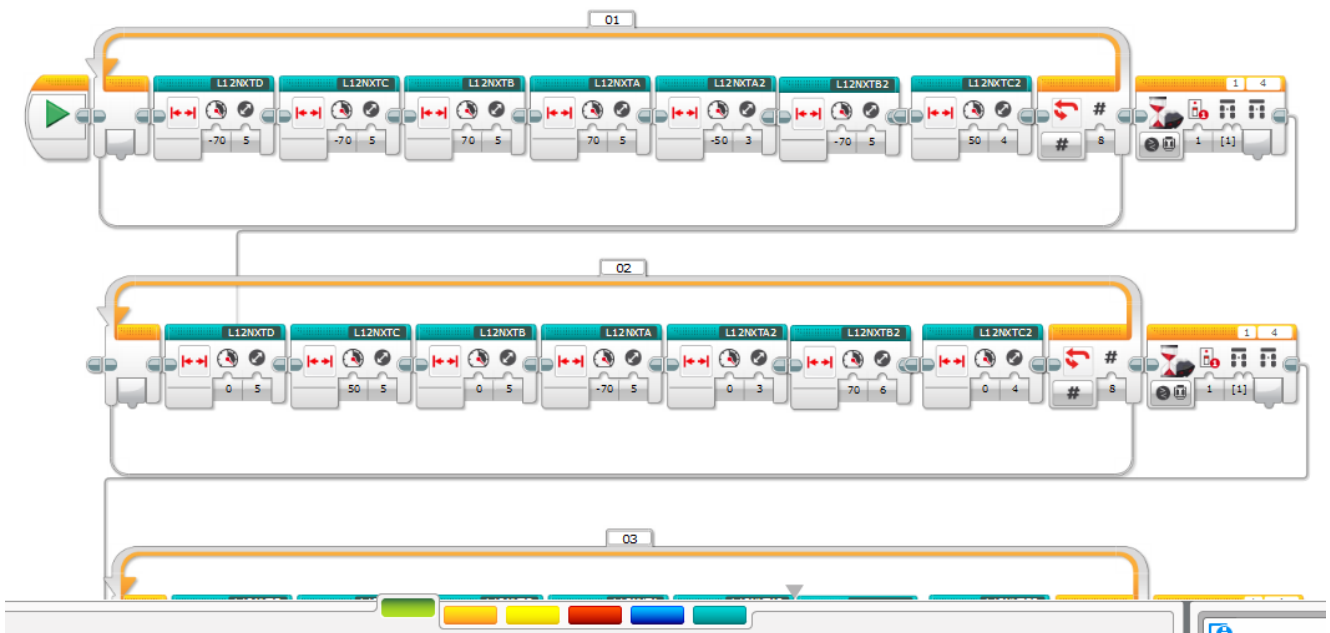 01
L12NXTD L12NXTC L12NXTB L12NXTA L12NXTA2 L12NXTB2 L12NXTC2 1 4
#
-70 5 -70 5 70 5 70 5 -50 3 -70 5 50 4 # 8 1 [1]
02
L12NXTD L12NXTC L12NXTB L12NXTA L12NXTA2 L12NXTB2 L12NXTC2 1 4
#
0 5 50 5 0 5 -70 5 0 3 70 6 0 4 # 8 1 [1]
03